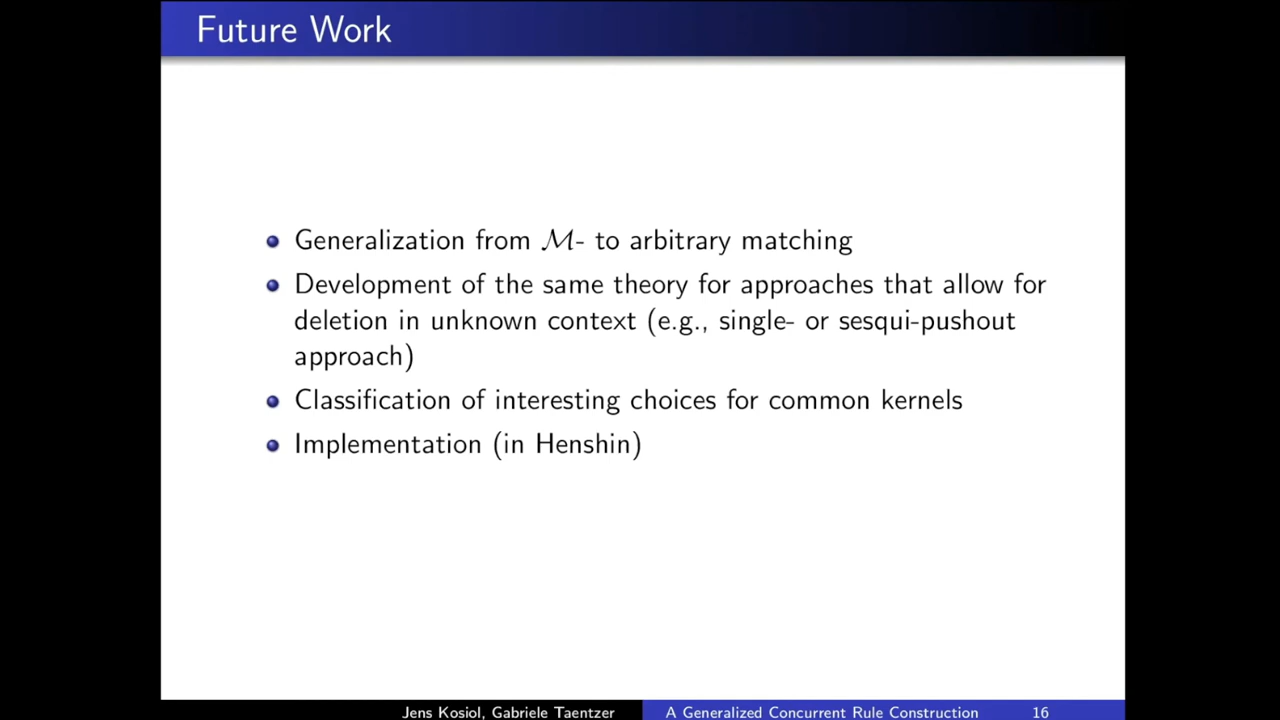 Future Work
Generalization from ℳ- to arbitrary matching
Development of the same theory for approaches that allow for
deletion in unknown context (e.g., single- or sesqui-pushout
approach)
Classification of interesting choices for common kernels
Implementation (in Henshin)
Jens Kosiol, Gabriele Taentzer
A Generalized Concurrent Rule Construction
16